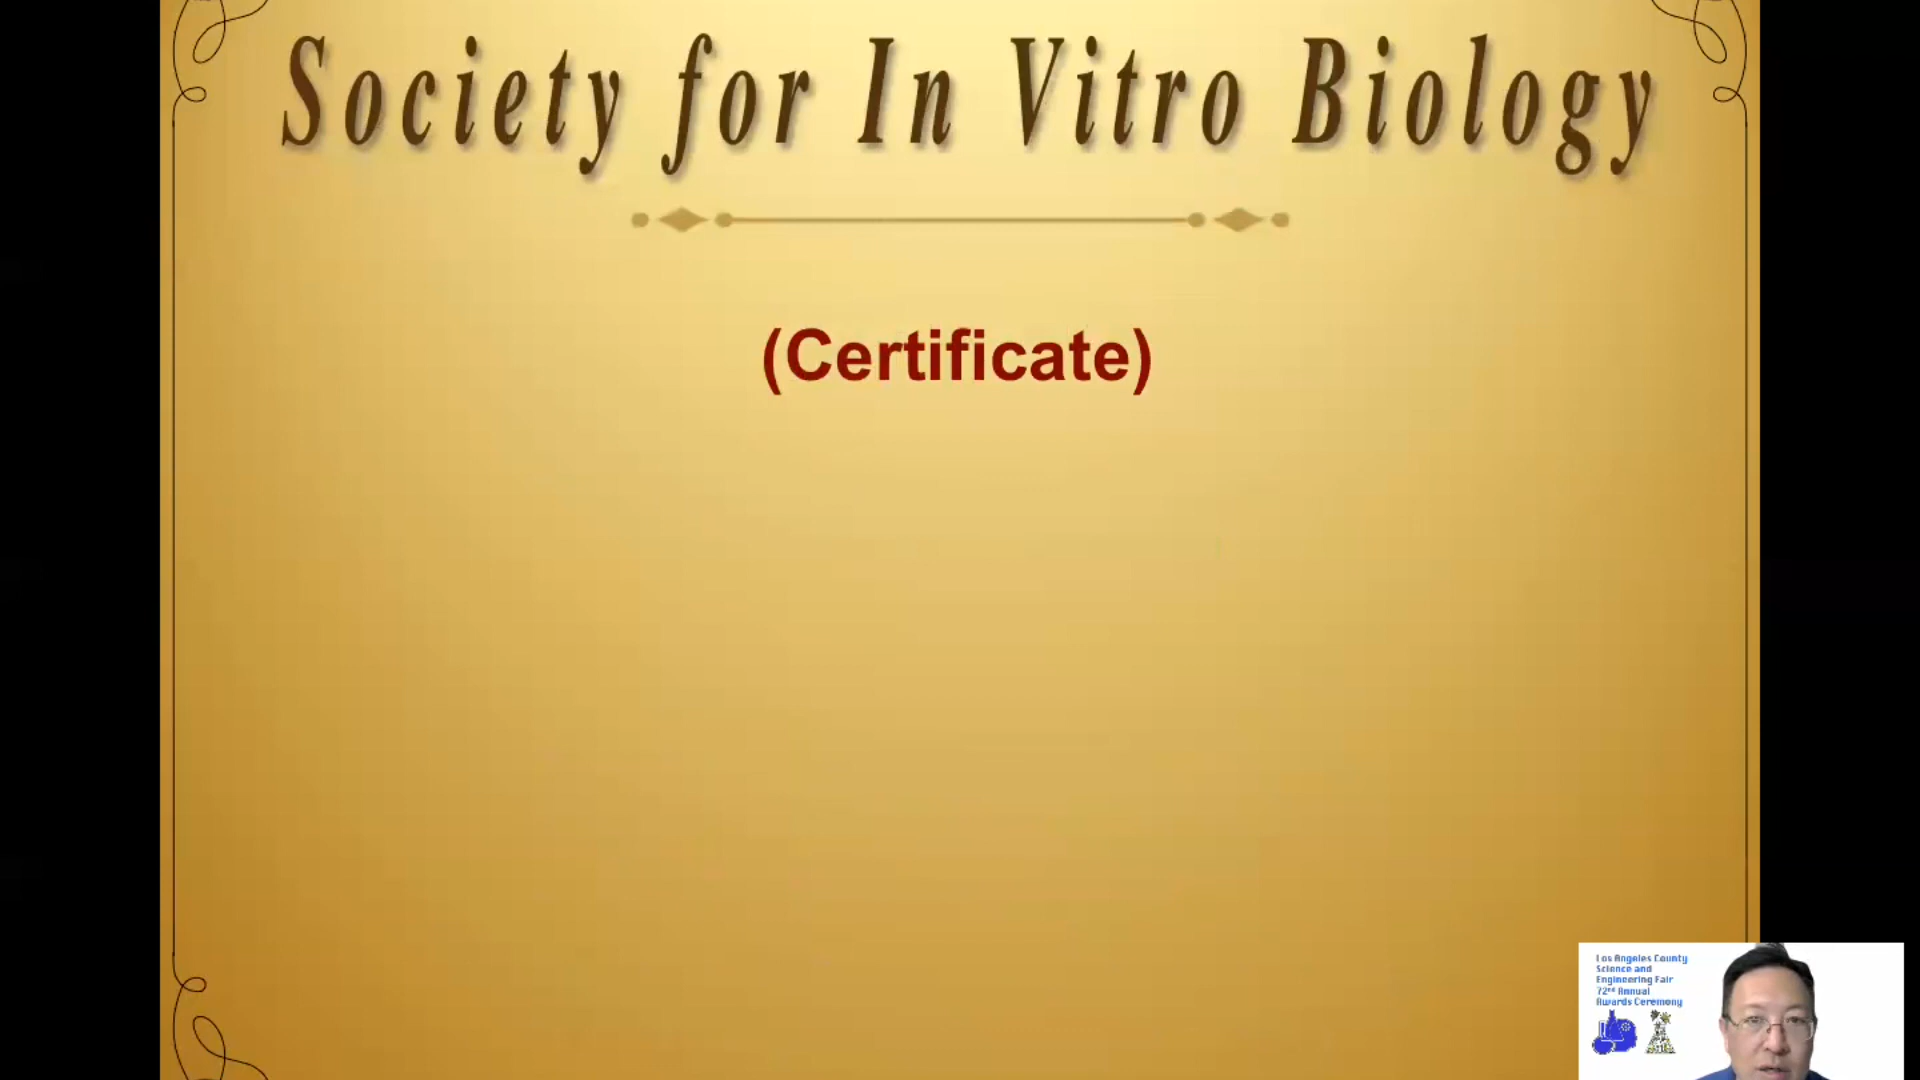 Society for In Vitro Biology
(Certificate)
Los Angeles County
Science and
Engineering Fair
72nd Annual
Awards Ceremony